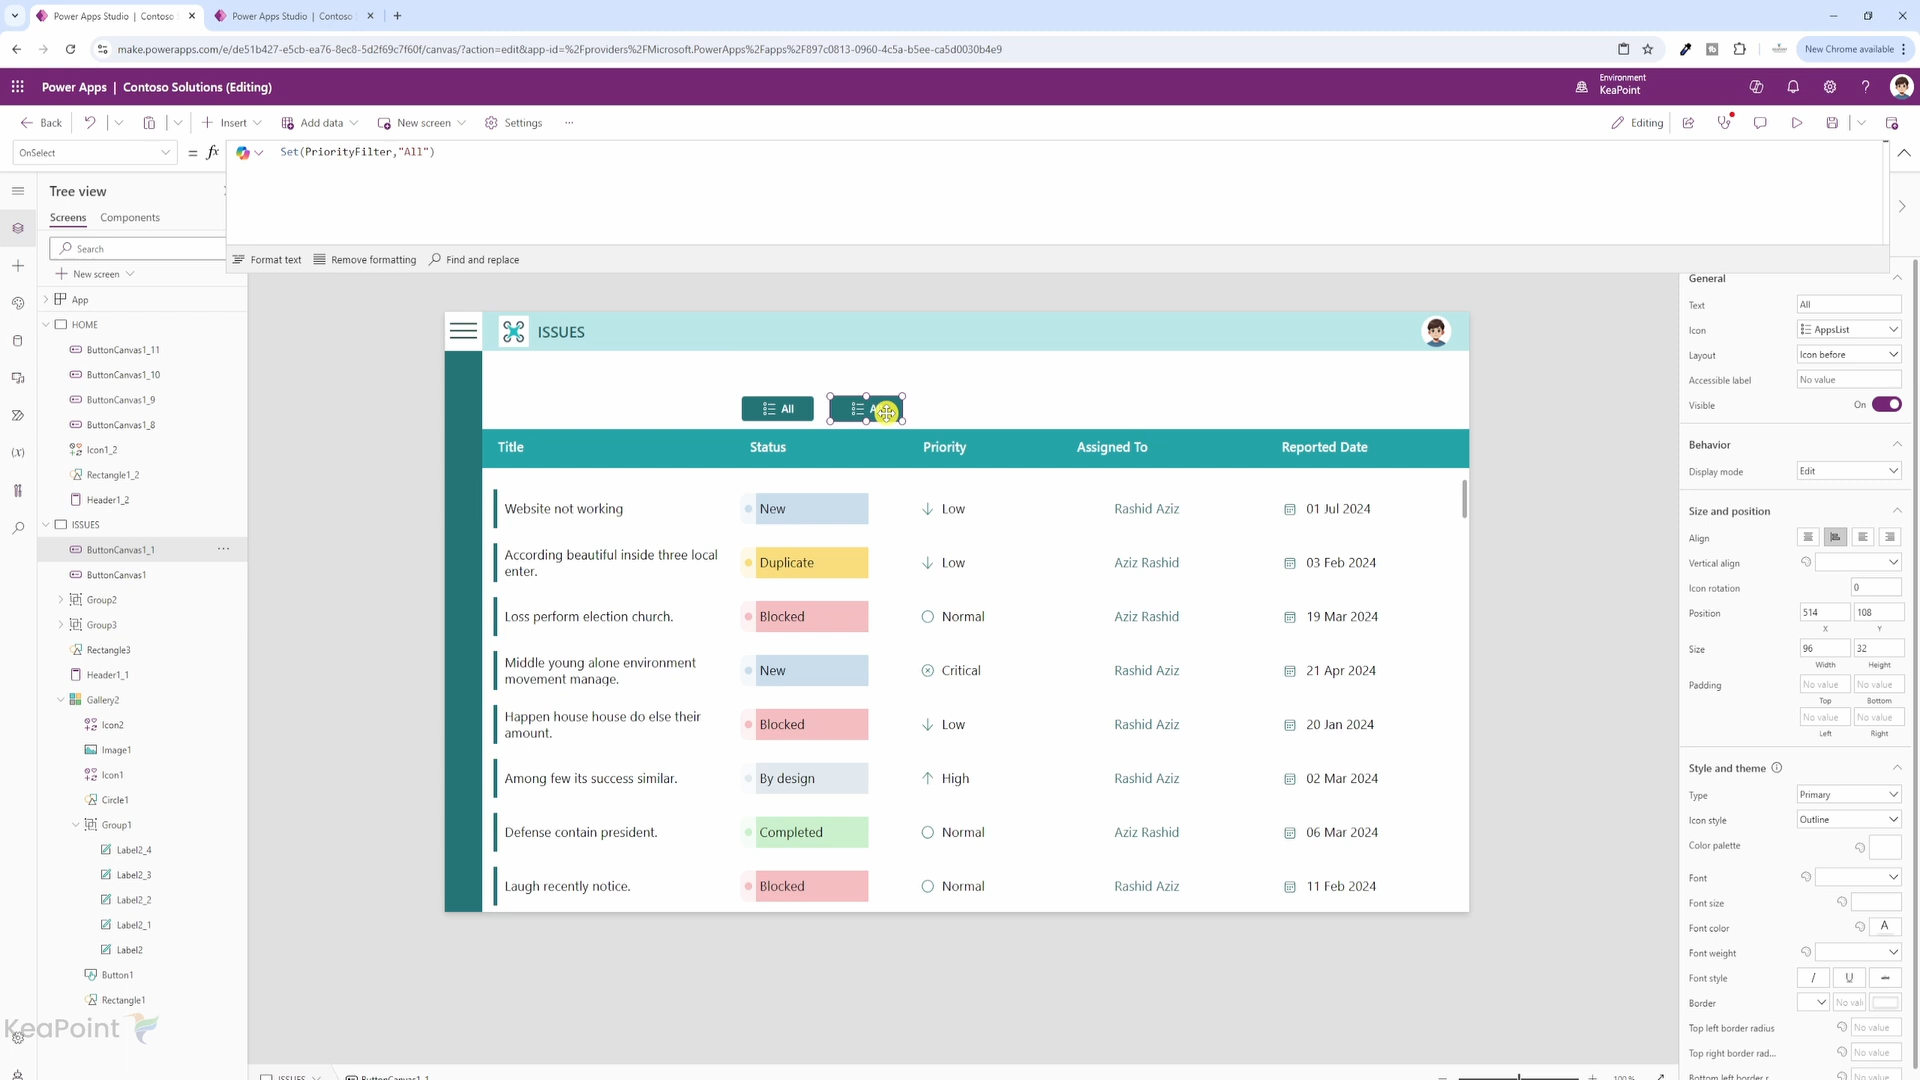 Power Apps Studio | Contoso
Power Apps Studio | Contoso
make.powerapps.com/e/de51b427-e5cb-ea76-8ec8-5d2f69c7f60f/canvas/?action=edit&app-id=%2Fproviders%2FMicrosoft.PowerApps%2Fapps%2F897c0813-0960-4c5a-b5ee-ca5d0030b4e9
New Chrome available
Power Apps | Contoso Solutions (Editing)
Environment
KeaPoint
Back
Insert
Add data
New screen
Settings
Editing
OnSelect
= fx
Set(PriorityFilter,"All")
Format text
Remove formatting
Find and replace
Tree view
Screens
Components
Search
New screen
App
HOME
ButtonCanvas1_11
ButtonCanvas1_10
ButtonCanvas1_9
ButtonCanvas1_8
Icon1_2
Rectangle1_2
Header1_2
ISSUES
ButtonCanvas1_1
ButtonCanvas1
Group2
Group3
Rectangle3
Header1_1
Gallery2
Icon2
Image1
Icon1
Circle1
Group1
Label2_4
Label2_3
Label2_2
Label2_1
Label2
Button1
Rectangle1
KeaPoint
ISSUES
All
Title Status Priority Assigned To Reported Date
Website not working New Low Rashid Aziz 01 Jul 2024
According beautiful inside three local
enter.
Duplicate Low Aziz Rashid 03 Feb 2024
Loss perform election church. Blocked Normal Aziz Rashid 19 Mar 2024
Middle young alone environment
movement manage.
New Critical Rashid Aziz 21 Apr 2024
Happen house house do else their
amount.
Blocked Low Rashid Aziz 20 Jan 2024
Among few its success similar. By design High Rashid Aziz 02 Mar 2024
Defense contain president. Completed Normal Aziz Rashid 06 Mar 2024
Laugh recently notice. Blocked Normal Rashid Aziz 11 Feb 2024
General
Text All
Icon AppsList
Layout Icon before
Accessible label No value
Visible On
Behavior
Display mode Edit
Size and position
Align
Vertical align
Icon rotation 0
Position 514 108
X Y
Size 96 32
Width Height
Padding No value No value
Top Bottom
No value No value
Left Right
Style and theme
Type Primary
Icon style Outline
Color palette
Font
Font size
Font color A
Font weight
Font style / U
Border No val
Top left border radius No value
Top right border rad... No value
Bottom left border r No value
ISSUES
ButtonCanvas1_1
100 %